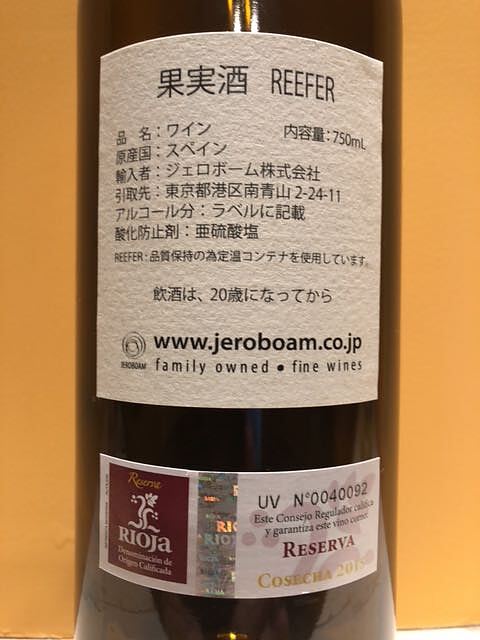 果実酒 REEFER
品　名：ワイン　内容量：750mL
原産国：スペイン
輸入者：ジェロボーム株式会社
引取先：東京都港区南青山2-24-11
アルコール分：ラベルに記載
酸化防止剤：亜硫酸塩
REEFER：品質保持の為定温コンテナを使用しています。
飲酒は、20歳になってから
www.jeroboam.co.jp
JEROBOAM family owned • fine wines
Reserva
RIOJA
Denominación de
Origen Calificada
UV N°0040092
Este Consejo Regulador califica
y garantiza este vino como:
RESERVA
COSECHA